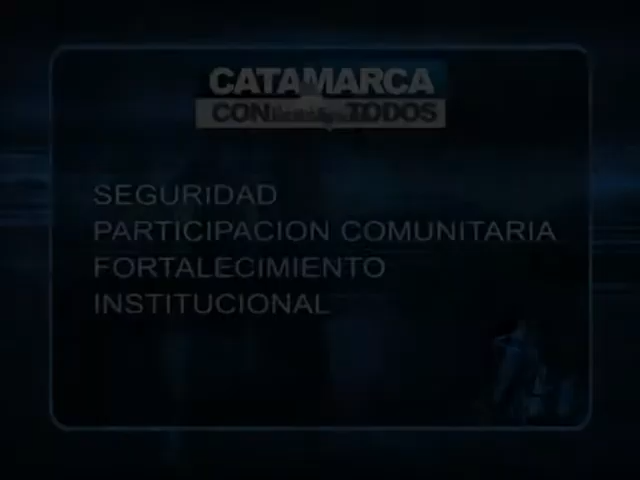 CATAMARCA
CON TODOS
SEGURIDAD
PARTICIPACION COMUNITARIA
FORTALECIMIENTO
INSTITUCIONAL